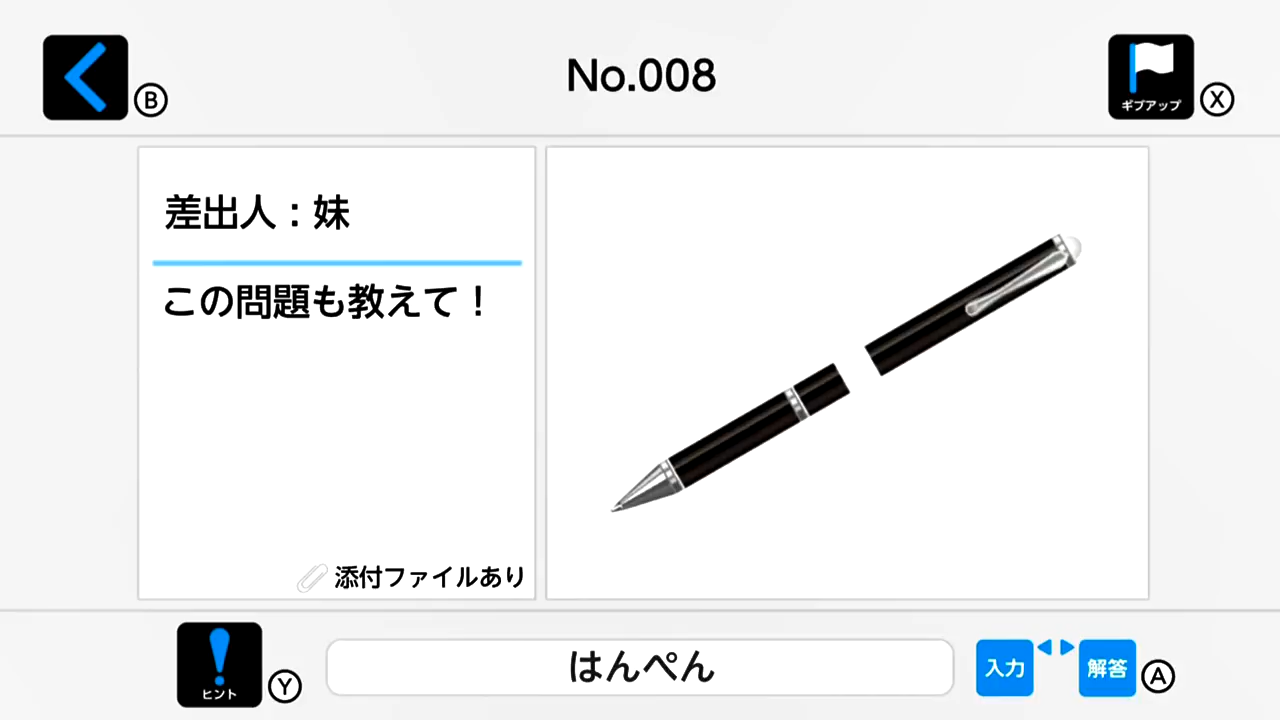 No.008
B
ギブアップ
X
差出人：妹
この問題も教えて！
添付ファイルあり
ヒント
Y
はんぺん
入力
解答
A